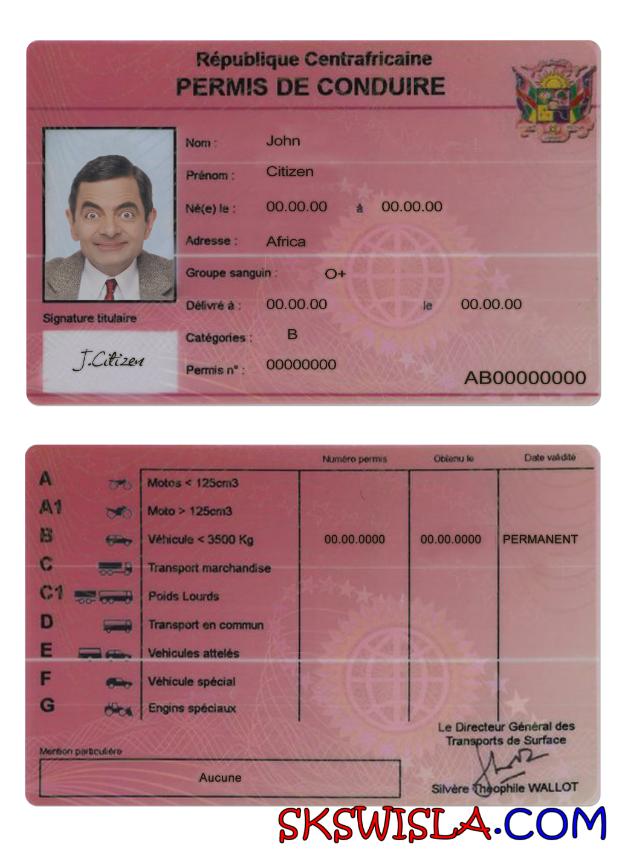 République Centrafricaine
PERMIS DE CONDUIRE
Nom : John
Prénom : Citizen
Né(e) le : 00.00.00 à 00.00.00
Adresse : Africa
Groupe sanguin : O+
Délivré à : 00.00.00 le 00.00.00
Signature titulaire
Catégories : B
J.Citizen
Permis n° : 00000000
AB00000000
Numéro permis Obtenu le Date validité
A Motos < 125cm3
A1 Moto > 125cm3
B Véhicule < 3500 Kg 00.00.0000 00.00.0000 PERMANENT
C Transport marchandise
C1 Poids Lourds
D Transport en commun
E Vehicules attelés
F Véhicule spécial
G Engins spéciaux
Le Directeur Général des
Transports de Surface
Mention particulière
Aucune
Silvère Théophile WALLOT
SKSWISLA.COM